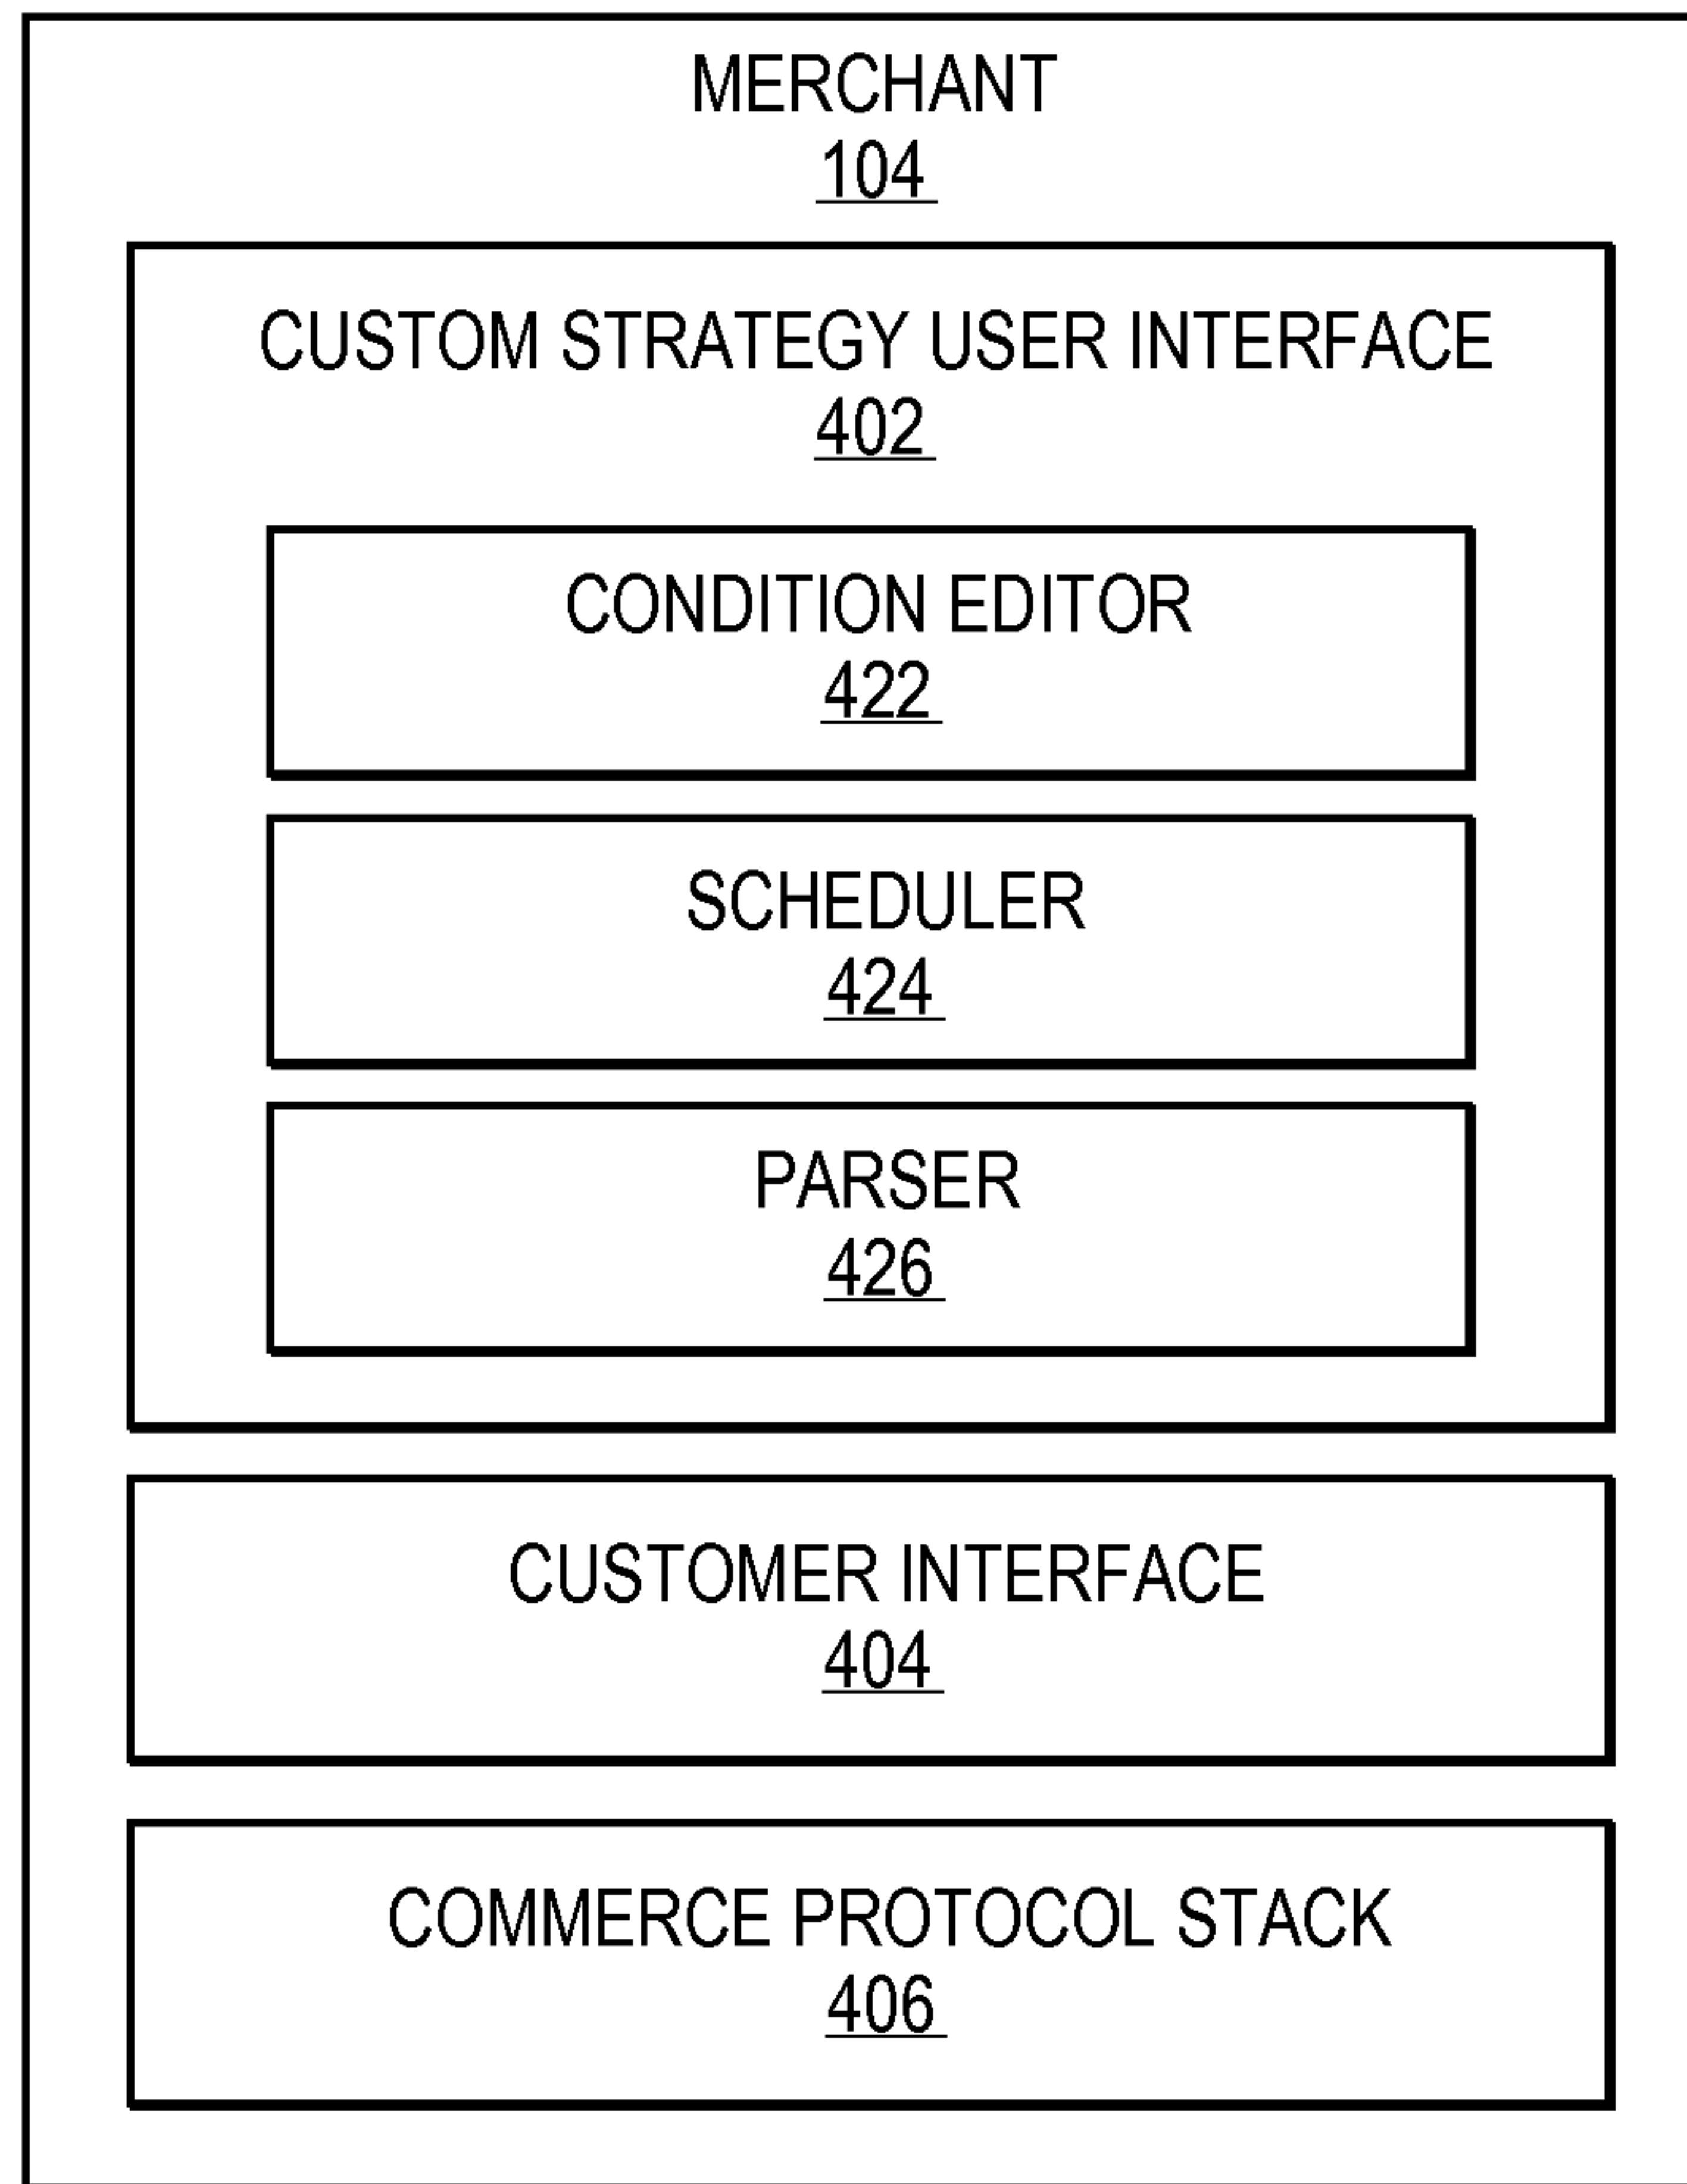 MERCHANT
104
CUSTOM STRATEGY USER INTERFACE
402
CONDITION EDITOR
422
SCHEDULER
424
PARSER
426
CUSTOMER INTERFACE
404
COMMERCE PROTOCOL STACK
406